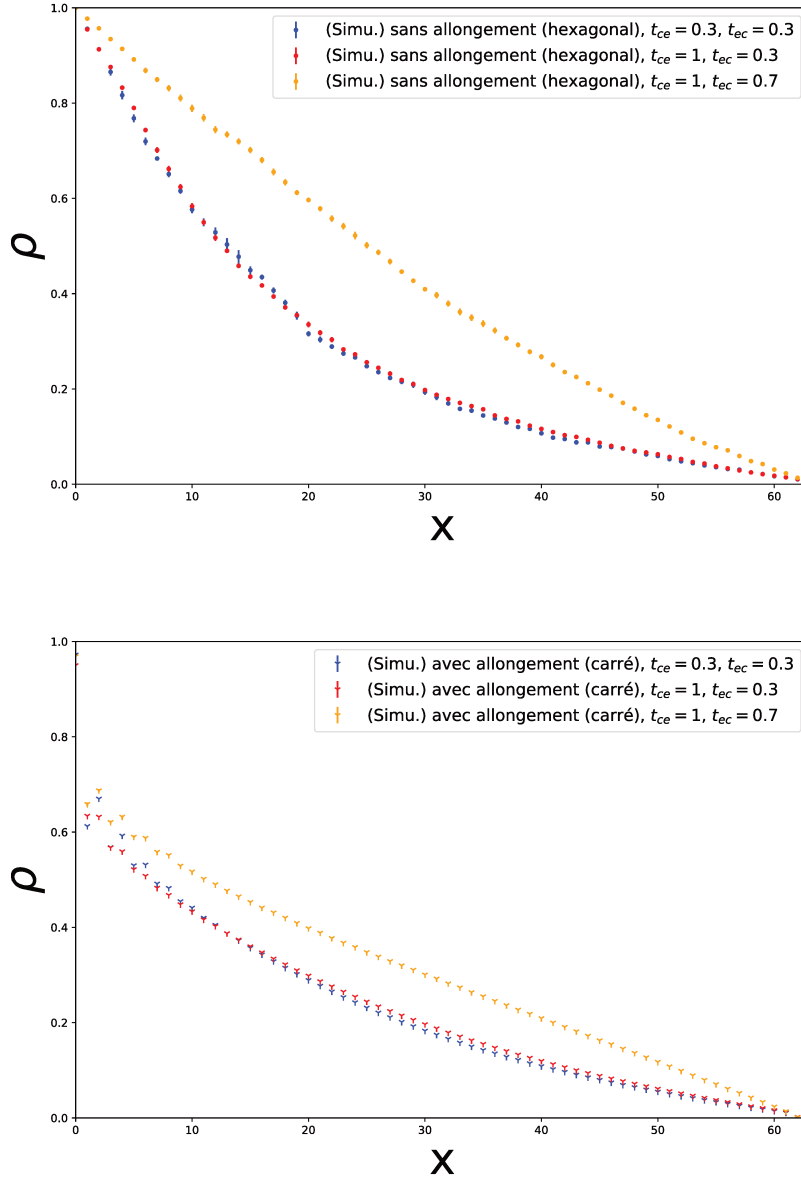 1.0
(Simu.) sans allongement (hexagonal), t_ce = 0.3, t_ec = 0.3
(Simu.) sans allongement (hexagonal), t_ce = 1, t_ec = 0.3
(Simu.) sans allongement (hexagonal), t_ce = 1, t_ec = 0.7
0.8
0.6
ρ
0.4
0.2
0.0
0 10 20 30 40 50 60
x
1.0
(Simu.) avec allongement (carré), t_ce = 0.3, t_ec = 0.3
(Simu.) avec allongement (carré), t_ce = 1, t_ec = 0.3
(Simu.) avec allongement (carré), t_ce = 1, t_ec = 0.7
0.8
0.6
ρ
0.4
0.2
0.0
0 10 20 30 40 50 60
x